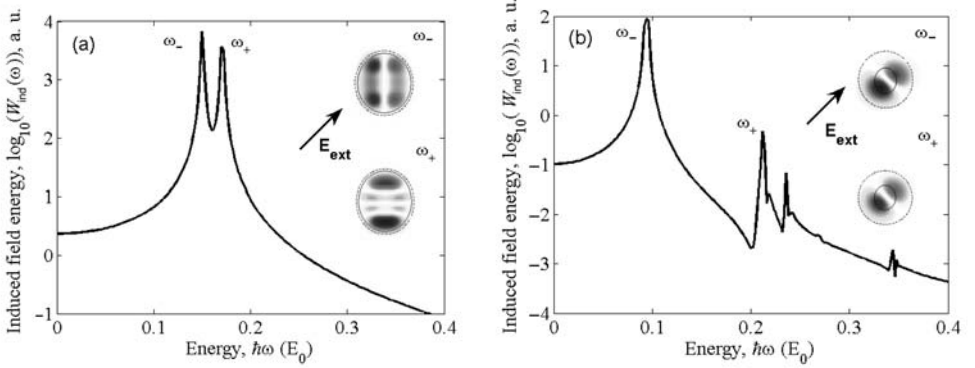 (a)
ω₋
ω₊
ω₋
E_ext
ω₊
4
3
2
1
0
−1
0
0.1
0.2
0.3
0.4
Energy, ħω (E₀)
Induced field energy, log₁₀(W_ind(ω)), a. u.
(b)
ω₋
ω₊
ω₋
E_ext
ω₊
2
1
0
−1
−2
−3
−4
0
0.1
0.2
0.3
0.4
Energy, ħω (E₀)
Induced field energy, log₁₀( W_ind(ω)), a. u.